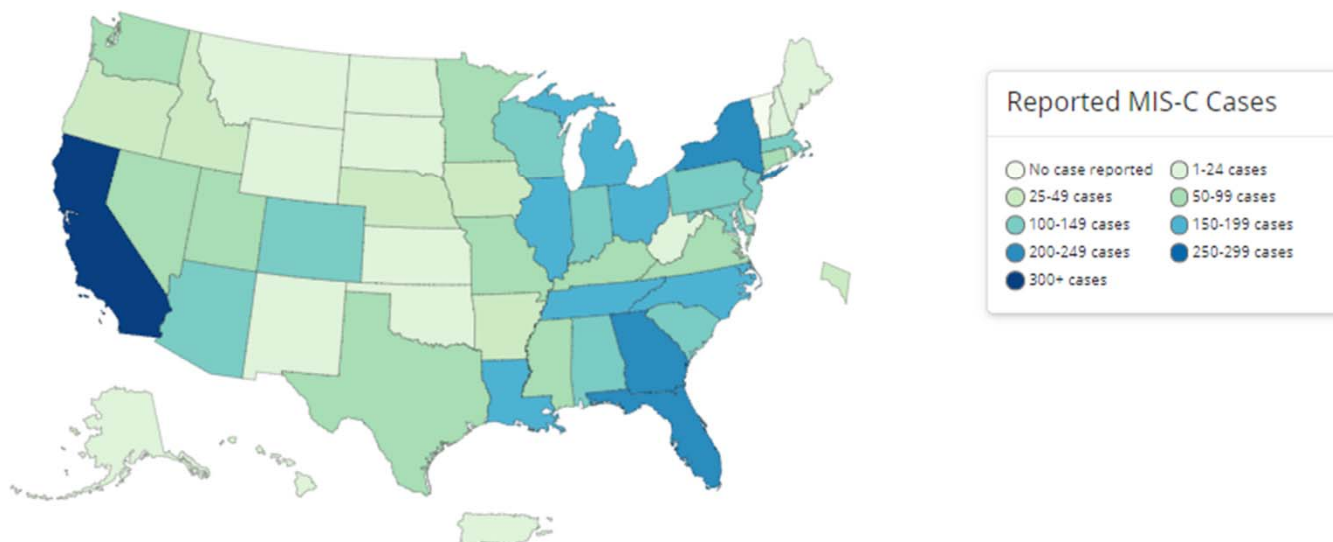 Reported MIS-C Cases
No case reported 1-24 cases
25-49 cases 50-99 cases
100-149 cases 150-199 cases
200-249 cases 250-299 cases
300+ cases